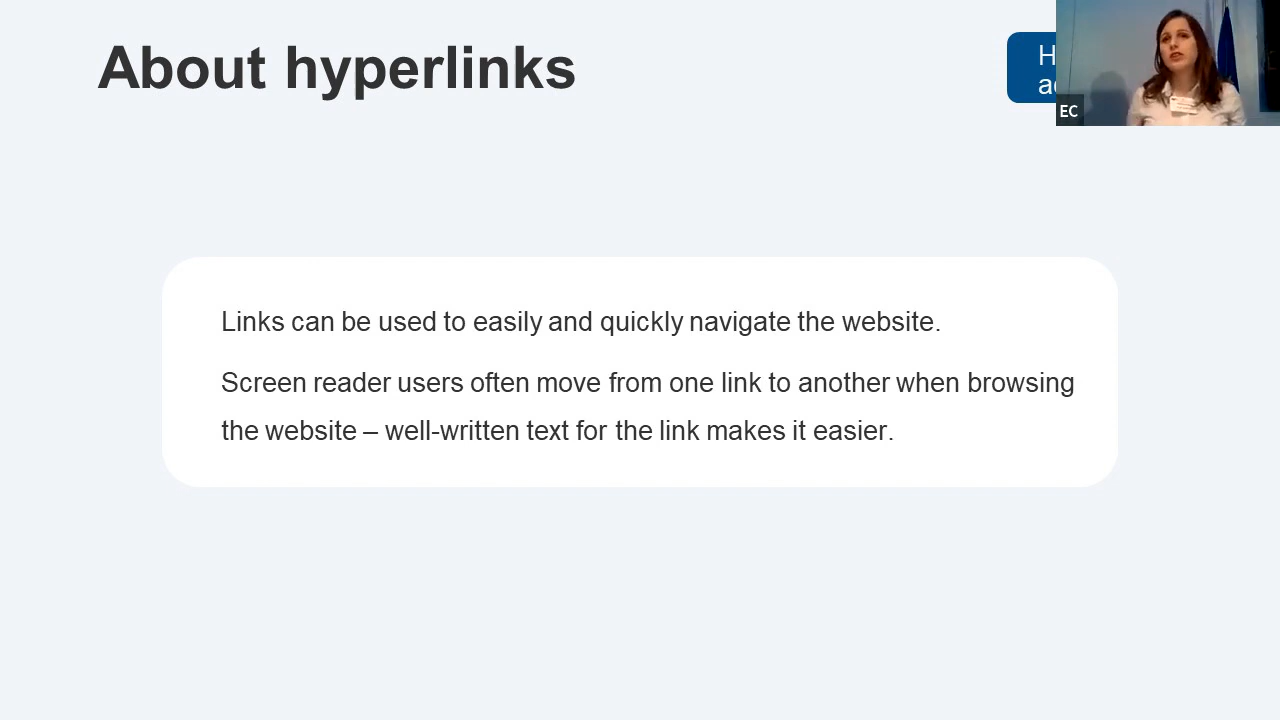 About hyperlinks
EC
Links can be used to easily and quickly navigate the website.
Screen reader users often move from one link to another when browsing
the website – well-written text for the link makes it easier.